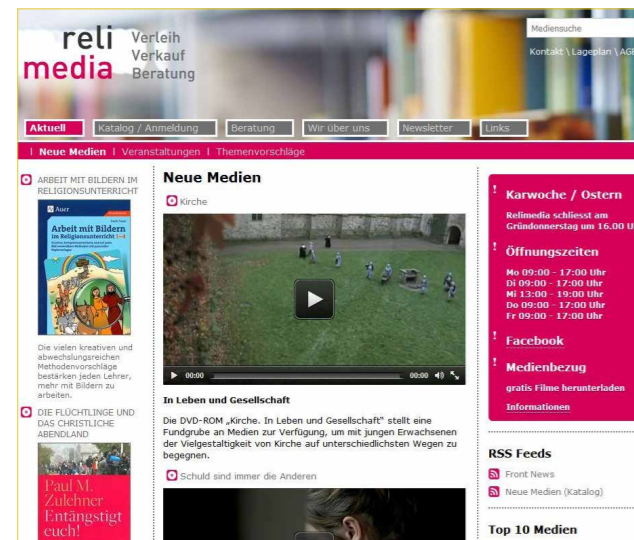 reli
media
Verleih
Verkauf
Beratung
Mediensuche
Kontakt \ Lageplan \ AG
Aktuell
Katalog / Anmeldung
Beratung
Wir über uns
Newsletter
Links
| Neue Medien | Veranstaltungen | Themenvorschläge
ARBEIT MIT BILDERN IM
RELIGIONSUNTERRICHT
Auer
Arbeit mit Bildern
im Religionsunterricht 1–4
Die vielen kreativen und
abwechslungsreichen
Methodenvorschläge
bestärken jeden Lehrer,
mehr mit Bildern zu
arbeiten.
DIE FLÜCHTLINGE UND
DAS CHRISTLICHE
ABENDLAND
Paul M.
Zulehner
Entängstigt
euch!
Neue Medien
Kirche
00:00
00:00
In Leben und Gesellschaft
Die DVD-ROM „Kirche. In Leben und Gesellschaft" stellt eine
Fundgrube an Medien zur Verfügung, um mit jungen Erwachsenen
der Vielgestaltigkeit von Kirche auf unterschiedlichsten Wegen zu
begegnen.
Schuld sind immer die Anderen
! Karwoche / Ostern
Relimedia schliesst am
Gründonnerstag um 16.00 U
! Öffnungszeiten
Mo 09:00 - 17:00 Uhr
Di 09:00 - 17:00 Uhr
Mi 13:00 - 19:00 Uhr
Do 09:00 - 17:00 Uhr
Fr 09:00 - 17:00 Uhr
! Facebook
! Medienbezug
gratis Filme herunterladen
Informationen
RSS Feeds
Front News
Neue Medien (Katalog)
Top 10 Medien